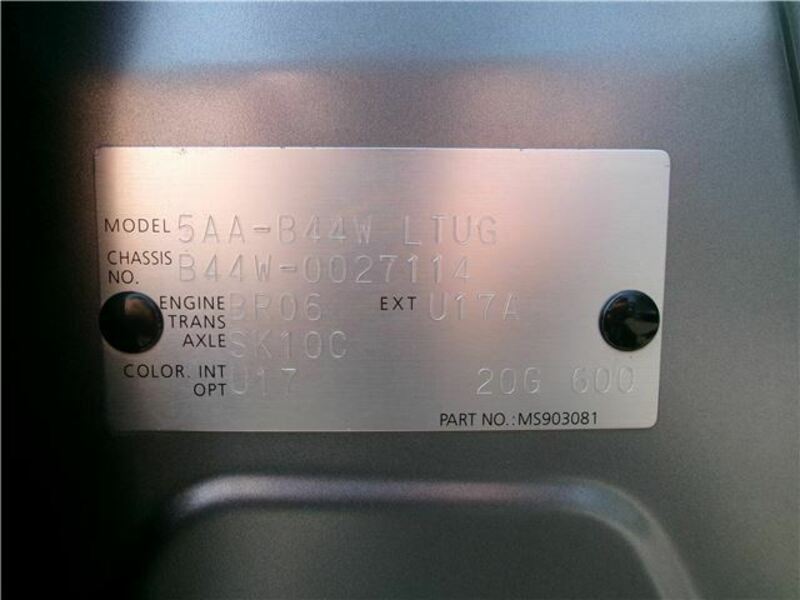 MODEL 5AA-B44W LTUG
CHASSIS NO. B44W-0027114
ENGINE BR06 EXT U17A
TRANS
AXLE SK10C
COLOR. INT U17 20G 600
OPT
PART NO.:MS903081